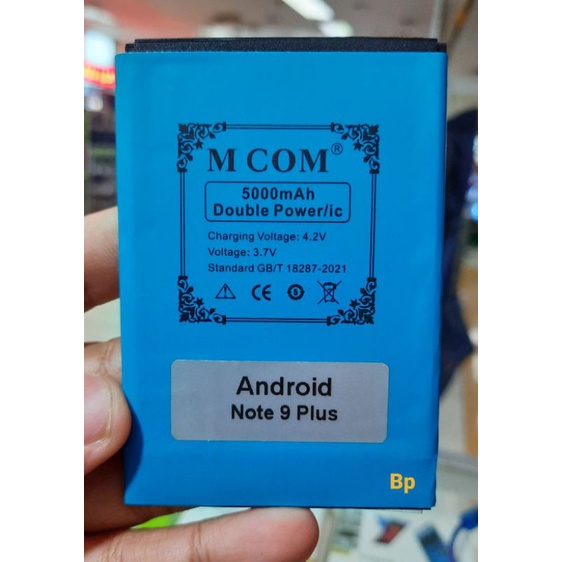 M COM®
5000mAh
Double Power/ic
Charging Voltage: 4.2V
Voltage: 3.7V
Standard GB/T 18287-2021
CE
Android
Note 9 Plus
Bp